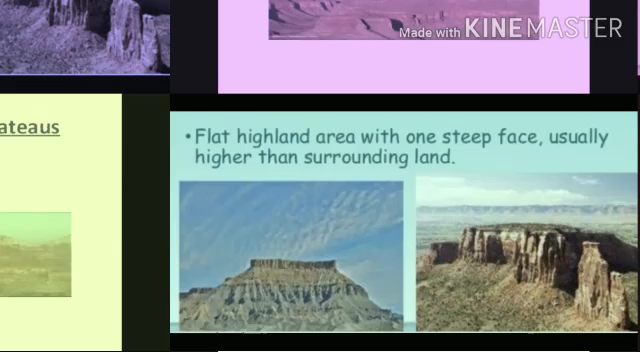 Made with KINEMASTER
ateaus
• Flat highland area with one steep face, usually
higher than surrounding land.